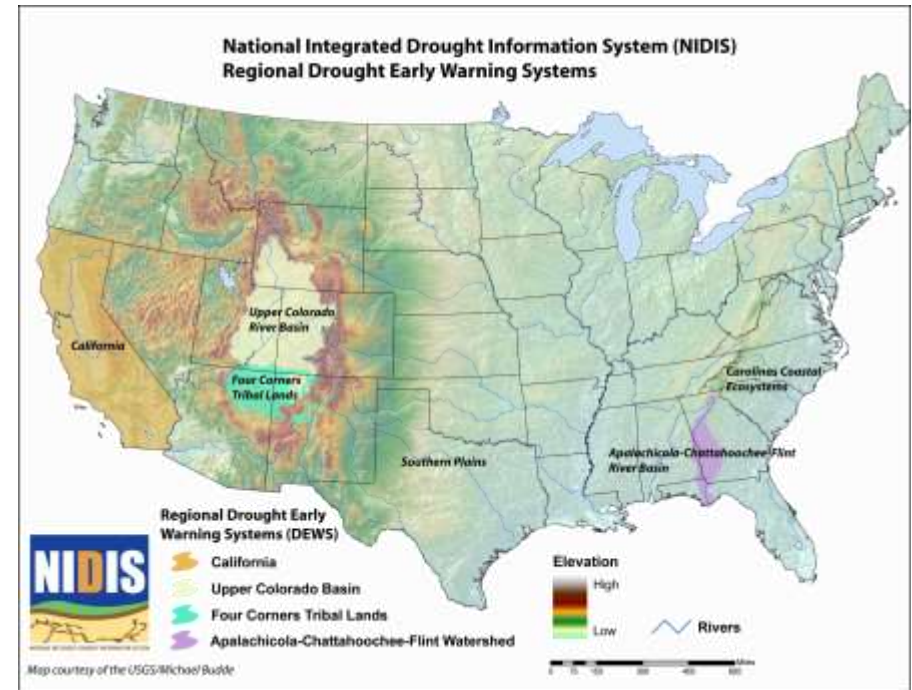 National Integrated Drought Information System (NIDIS)
Regional Drought Early Warning Systems
Upper Colorado
River Basin
California
Four Corners
Tribal Lands
Carolinas Coastal
Ecosystems
Southern Plains
Apalachicola-Chattahoochee-Flint
River Basin
Regional Drought Early
Warning Systems (DEWS)
California
Upper Colorado Basin
Four Corners Tribal Lands
Apalachicola-Chattahoochee-Flint Watershed
NIDIS
Elevation
High
Low
Rivers
Miles
Map courtesy of the USGS/Michael Budde